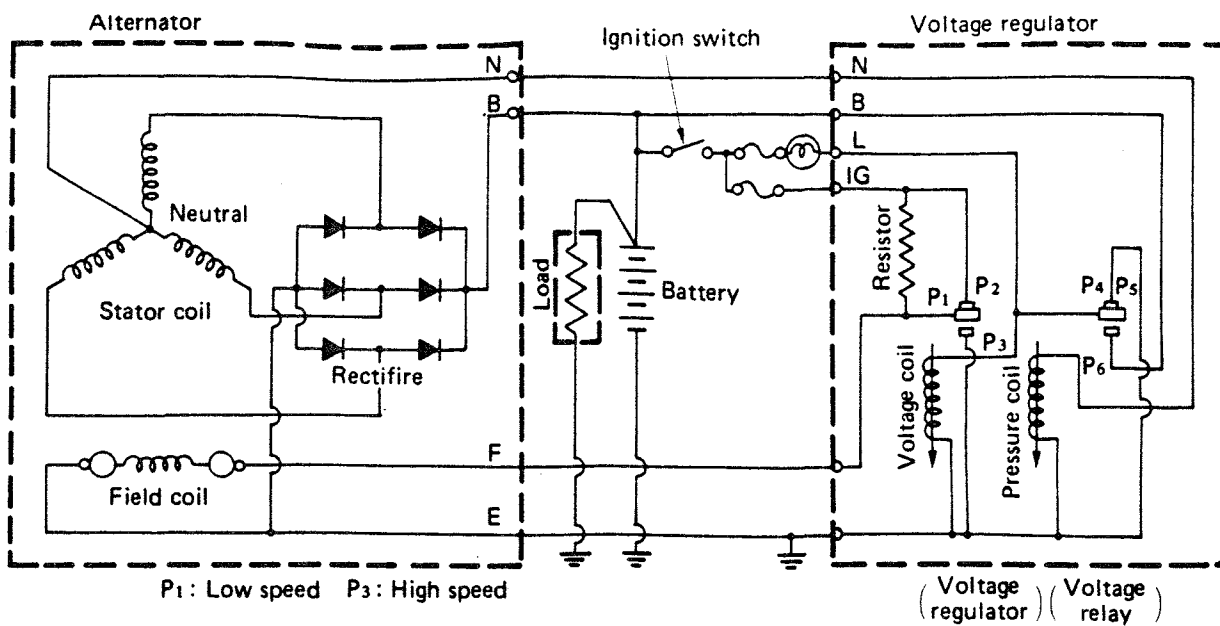 Alternator
Voltage regulator
Ignition switch
N
N
B
B
L
IG
Neutral
Stator coil
Rectifire
Load
Battery
Resistor
P1
P2
P3
P4
P5
P6
Voltage coil
Pressure coil
F
Field coil
E
P1: Low speed P3: High speed
(Voltage regulator)
(Voltage relay)